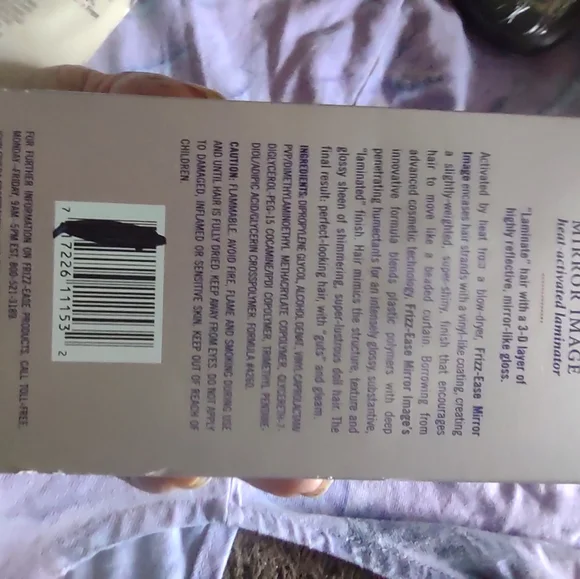 MIRROR IMAGE
heat-activated laminator
"Laminate" hair with a 3-D layer of
highly reflective, mirror-like gloss.
Activated by heat from a blow-dryer, Frizz-Ease Mirror
Image encases hair strands with a vinyl-like coating, creating
a slightly-weighted, super-shiny, finish that encourages
hair to move like a beaded curtain. Borrowing from
advanced cosmetic technology, Frizz-Ease Mirror Image's
innovative formula blends plastic polymers with deep
penetrating humectants for an intensely glossy, substantive,
"laminated" finish. Hair mimics the structure, texture and
glossy sheen of shimmering, super-lustrous doll hair. The
final result: perfect-looking hair, with "guts" and gleam.
INGREDIENTS: DIPROPYLENE GLYCOL, ALCOHOL DENAT, VINYL CAPROLACTAM/
PVP/DIMETHYLAMINOETHYL METHACRYLATE COPOLYMER, GLYCERETH-7,
DIGLYCEROL, PEG-15 COCAMINE/IPDI COPOLYMER, TRIMETHYL PENTANE-
DIOL/ADIPIC ACID/GLYCERIN CROSSPOLYMER. FORMULA
CAUTION: FLAMMABLE. AVOID FIRE, FLAME AND SMOKING DURING USE
AND UNTIL HAIR IS FULLY DRIED. KEEP AWAY FROM EYES. DO NOT APPLY
TO DAMAGED, INFLAMED OR SENSITIVE SKIN. KEEP OUT OF REACH OF
CHILDREN.
7 17226 11153 2
FOR FURTHER INFORMATION ON FRIZZ-EASE PRODUCTS, CALL TOLL-FREE,
MONDAY-FRIDAY, 9AM-5PM EST,